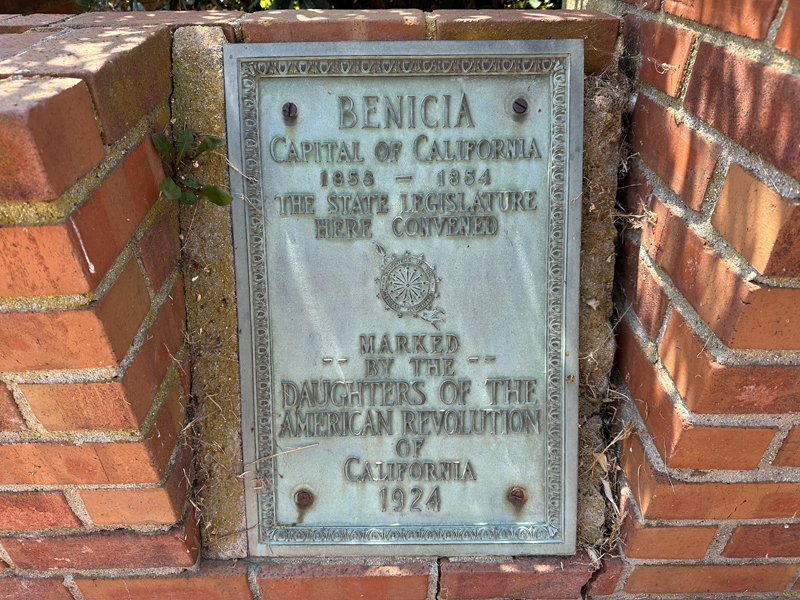 BENICIA
CAPITAL OF CALIFORNIA
1853 — 1854
THE STATE LEGISLATURE
HERE CONVENED
MARKED
-- BY THE --
DAUGHTERS OF THE
AMERICAN REVOLUTION
OF
CALIFORNIA
1924